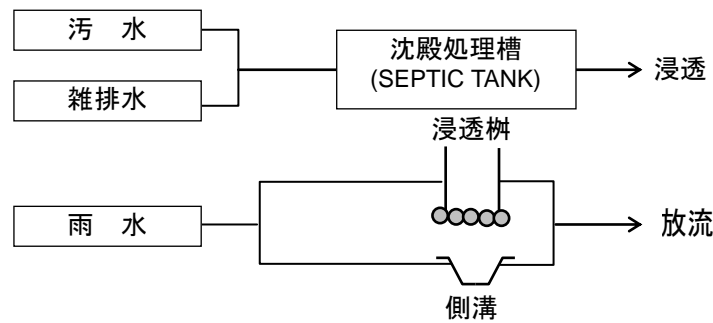 汚 水
雑排水
沈殿処理槽
(SEPTIC TANK)
浸透
浸透桝
雨 水
放流
側溝